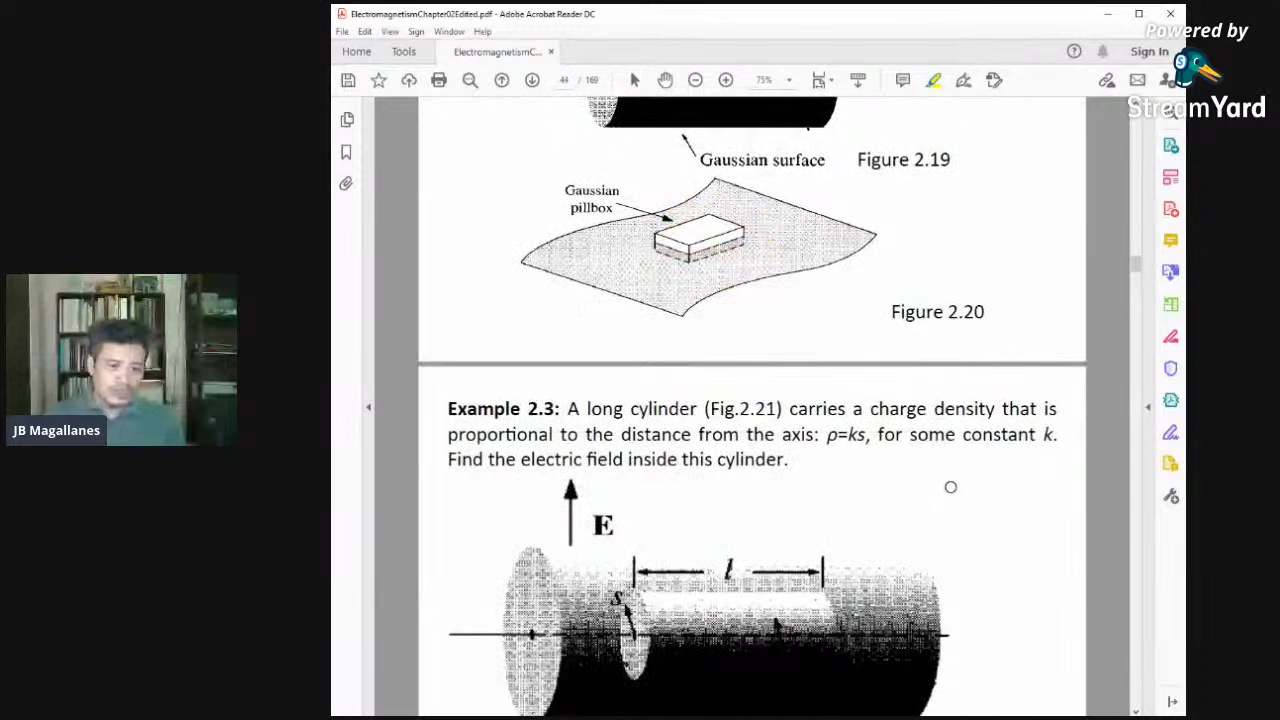 ElectromagnetismChapter02Edited.pdf - Adobe Acrobat Reader DC
Powered by
StreamYard
File Edit View Sign Window Help
Home Tools ElectromagnetismC... × Sign In
44 / 169 75%
Gaussian surface Figure 2.19
Gaussian
pillbox
Figure 2.20
Example 2.3: A long cylinder (Fig.2.21) carries a charge density that is
proportional to the distance from the axis: ρ=ks, for some constant k.
Find the electric field inside this cylinder.
E
l
s
JB Magallanes